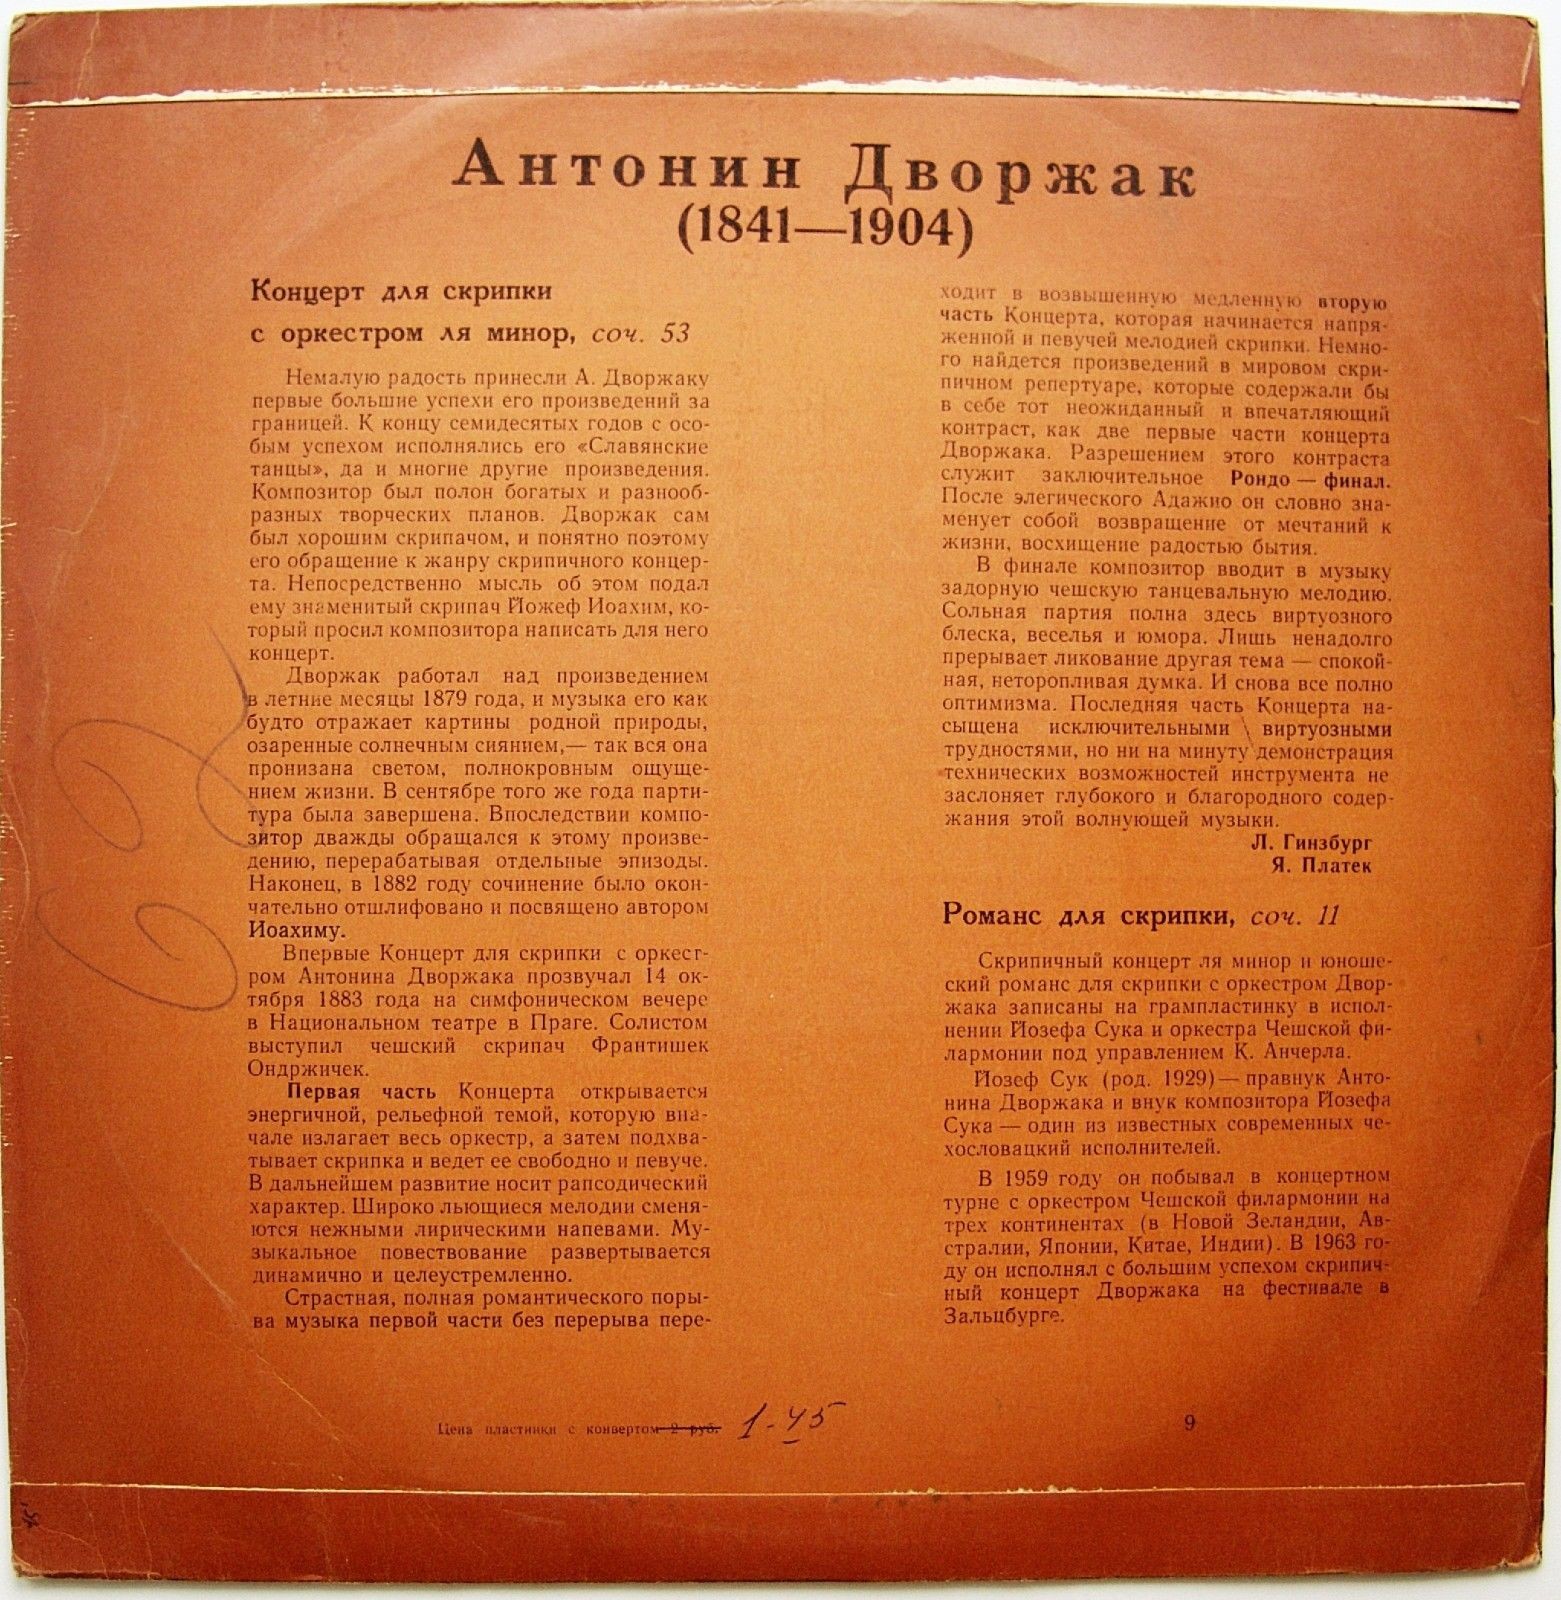 Антонин Дворжак
(1841—1904)
Концерт для скрипки
с оркестром ля минор, соч. 53
Немалую радость принесли А. Дворжаку
первые большие успехи его произведений за
границей. К концу семидесятых годов с осо-
бым успехом исполнялись его «Славянские
танцы», да и многие другие произведения.
Композитор был полон богатых и разнооб-
разных творческих планов. Дворжак сам
был хорошим скрипачом, и понятно поэтому
его обращение к жанру скрипичного концер-
та. Непосредственно мысль об этом подал
ему знаменитый скрипач Йожеф Иоахим, ко-
торый просил композитора написать для него
концерт.
Дворжак работал над произведением
в летние месяцы 1879 года, и музыка его как
будто отражает картины родной природы,
озаренные солнечным сиянием,— так вся она
пронизана светом, полнокровным ощуще-
нием жизни. В сентябре того же года парти-
тура была завершена. Впоследствии компо-
зитор дважды обращался к этому произве-
дению, перерабатывая отдельные эпизоды.
Наконец, в 1882 году сочинение было окон-
чательно отшлифовано и посвящено автором
Иоахиму.
Впервые Концерт для скрипки с оркест-
ром Антонина Дворжака прозвучал 14 ок-
тября 1883 года на симфоническом вечере
в Национальном театре в Праге. Солистом
выступил чешский скрипач Франтишек
Ондржичек.
Первая часть Концерта открывается
энергичной, рельефной темой, которую вна-
чале излагает весь оркестр, а затем подхва-
тывает скрипка и ведет ее свободно и певуче.
В дальнейшем развитие носит рапсодический
характер. Широко льющиеся мелодии сменя-
ются нежными лирическими напевами. Му-
зыкальное повествование развертывается
динамично и целеустремленно.
Страстная, полная романтического поры-
ва музыка первой части без перерыва пере-
ходит в возвышенную медленную вторую
часть Концерта, которая начинается напря-
женной и певучей мелодией скрипки. Немно-
го найдется произведений в мировом скри-
пичном репертуаре, которые содержали бы
в себе тот неожиданный и впечатляющий
контраст, как две первые части концерта
Дворжака. Разрешением этого контраста
служит заключительное Рондо — финал.
После элегического Адажио он словно зна-
менует собой возвращение от мечтаний к
жизни, восхищение радостью бытия.
В финале композитор вводит в музыку
задорную чешскую танцевальную мелодию.
Сольная партия полна здесь виртуозного
блеска, веселья и юмора. Лишь ненадолго
прерывает ликование другая тема — спокой-
ная, неторопливая думка. И снова все полно
оптимизма. Последняя часть Концерта на-
сыщена исключительными виртуозными
трудностями, но ни на минуту демонстрация
технических возможностей инструмента не
заслоняет глубокого и благородного содер-
жания этой волнующей музыки.
Л. Гинзбург
Я. Платек
Романс для скрипки, соч. 11
Скрипичный концерт ля минор и юноше-
ский романс для скрипки с оркестром Двор-
жака записаны на грампластинку в испол-
нении Йозефа Сука и оркестра Чешской фи-
лармонии под управлением К. Анчерла.
Йозеф Сук (род. 1929) — правнук Анто-
нина Дворжака и внук композитора Йозефа
Сука — один из известных современных че-
хословацкий исполнителей.
В 1959 году он побывал в концертном
турне с оркестром Чешской филармонии на
трех континентах (в Новой Зеландии, Ав-
стралии, Японии, Китае, Индии). В 1963 го-
ду он исполнял с большим успехом скрипич-
ный концерт Дворжака на фестивале в
Зальцбурге.
Цена пластинки с конвертом 2 руб. 1-45
9